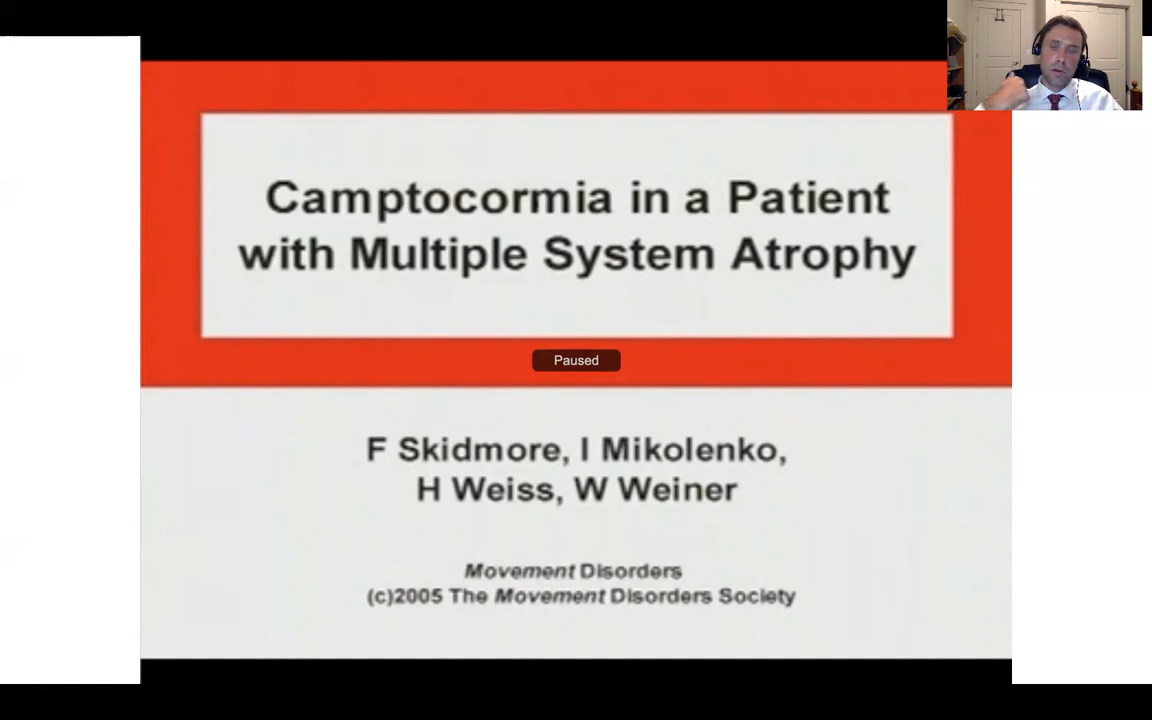 Camptocormia in a Patient
with Multiple System Atrophy
Paused
F Skidmore, I Mikolenko,
H Weiss, W Weiner
Movement Disorders
(c)2005 The Movement Disorders Society